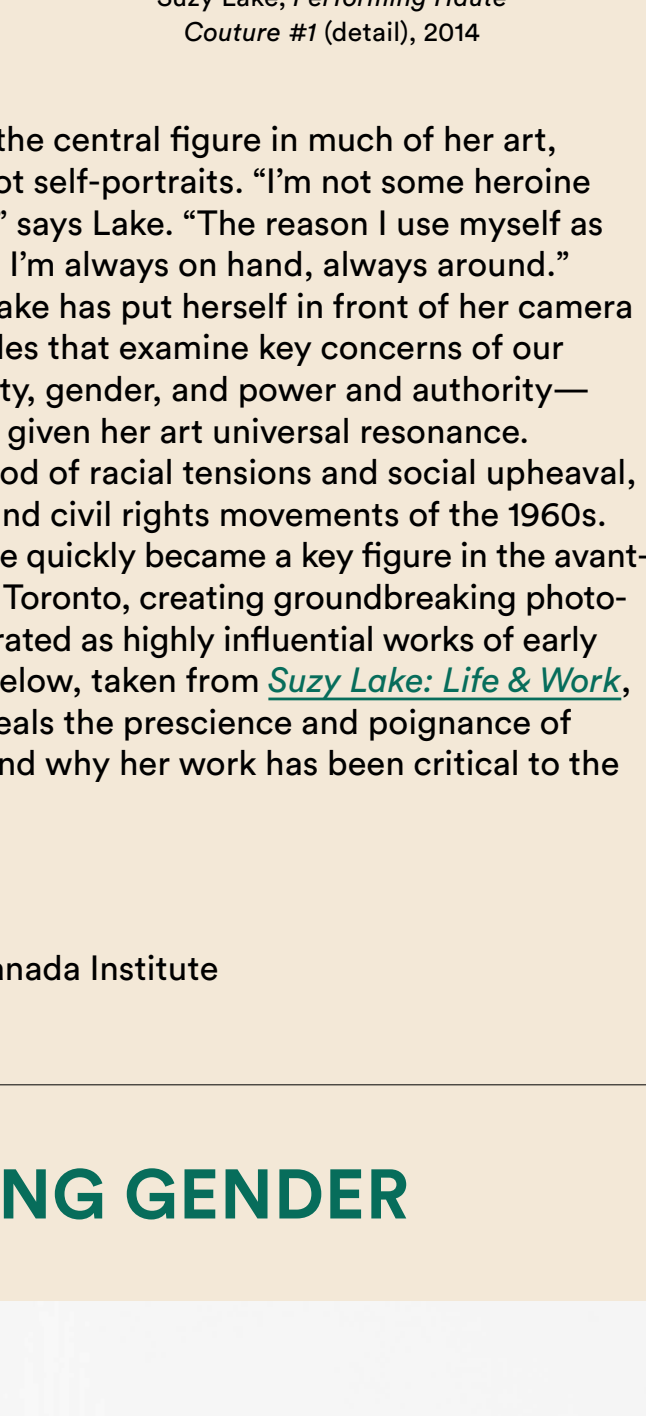 Suzy Lake, Performing Haute
Couture #1 (detail), 2014
the central figure in much of her art,
ot self-portraits. “I’m not some heroine
” says Lake. “The reason I use myself as
I’m always on hand, always around.”
ake has put herself in front of her camera
les that examine key concerns of our
ty, gender, and power and authority—
given her art universal resonance.
od of racial tensions and social upheaval,
nd civil rights movements of the 1960s.
e quickly became a key figure in the avant-
Toronto, creating groundbreaking photo-
rated as highly influential works of early
elow, taken from Suzy Lake: Life & Work,
eals the prescience and poignance of
nd why her work has been critical to the
anada Institute
NG GENDER